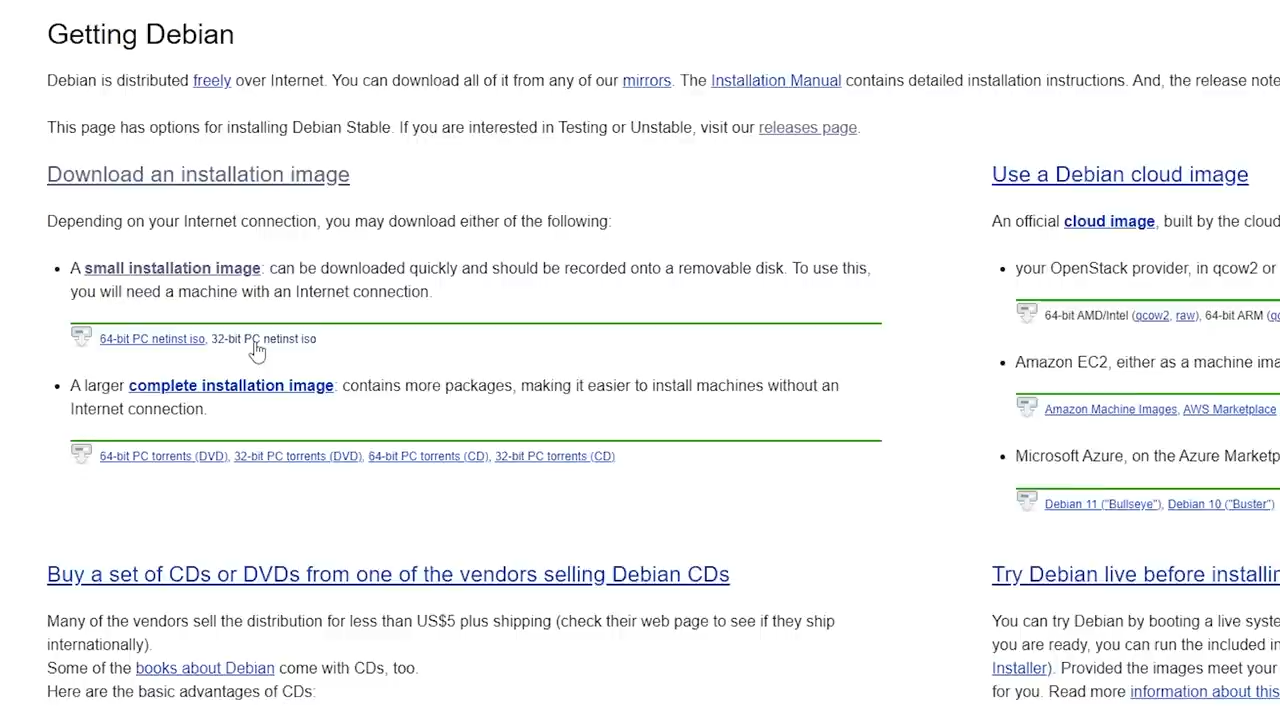 Getting Debian
Debian is distributed freely over Internet. You can download all of it from any of our mirrors. The Installation Manual contains detailed installation instructions. And, the release note
This page has options for installing Debian Stable. If you are interested in Testing or Unstable, visit our releases page.
Download an installation image
Depending on your Internet connection, you may download either of the following:
• A small installation image: can be downloaded quickly and should be recorded onto a removable disk. To use this,
you will need a machine with an Internet connection.
64-bit PC netinst iso, 32-bit PC netinst iso
• A larger complete installation image: contains more packages, making it easier to install machines without an
Internet connection.
64-bit PC torrents (DVD), 32-bit PC torrents (DVD), 64-bit PC torrents (CD), 32-bit PC torrents (CD)
Buy a set of CDs or DVDs from one of the vendors selling Debian CDs
Many of the vendors sell the distribution for less than US$5 plus shipping (check their web page to see if they ship
internationally).
Some of the books about Debian come with CDs, too.
Here are the basic advantages of CDs:
Use a Debian cloud image
An official cloud image, built by the cloud
• your OpenStack provider, in qcow2 or
64-bit AMD/Intel (qcow2, raw), 64-bit ARM (qc
• Amazon EC2, either as a machine ima
Amazon Machine Images, AWS Marketplace
• Microsoft Azure, on the Azure Marketp
Debian 11 ("Bullseye"), Debian 10 ("Buster")
Try Debian live before installin
You can try Debian by booting a live syste
you are ready, you can run the included in
Installer). Provided the images meet your
for you. Read more information about this